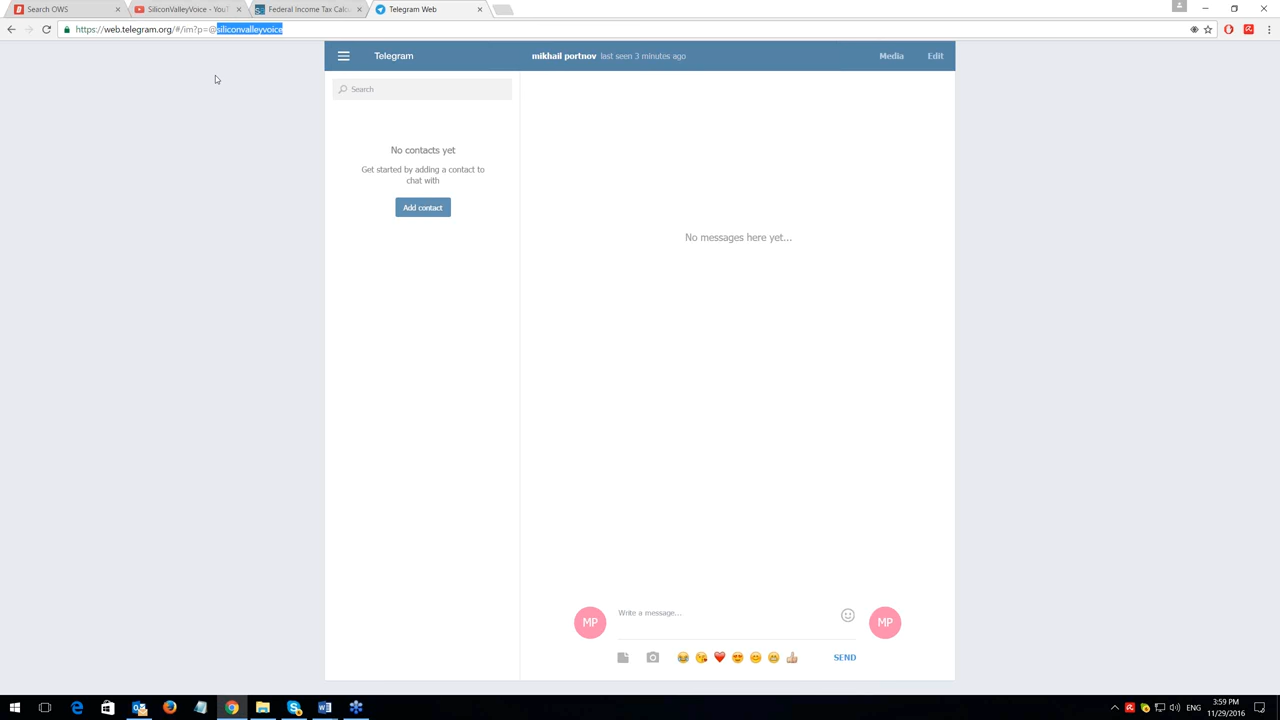 Search OWS
SiliconValleyVoice - YouT
Federal Income Tax Calcu
Telegram Web
https://web.telegram.org/#/im?p=@siliconvalleyvoice
Telegram
mikhail portnov last seen 3 minutes ago
Media
Edit
Search
No contacts yet
Get started by adding a contact to
chat with
Add contact
No messages here yet...
MP
Write a message...
MP
SEND
ENG
3:59 PM
11/29/2016